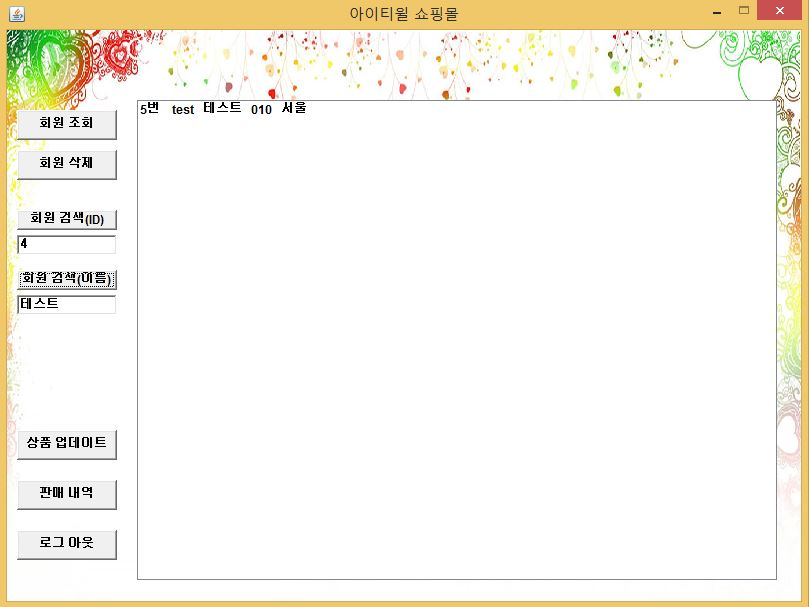 아이티윌 쇼핑몰
회원 조회
회원 삭제
회원 검색(ID)
4
회원 검색(이름)
테스트
상품 업데이트
판매 내역
로그 아웃
5번 test 테스트 010 서울